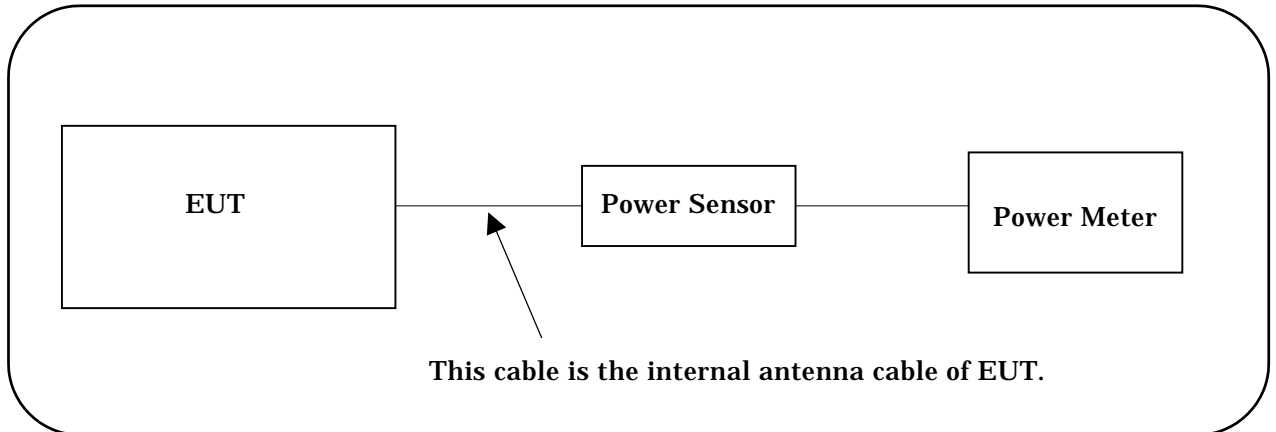 EUT
Power Sensor
Power Meter
This cable is the internal antenna cable of EUT.